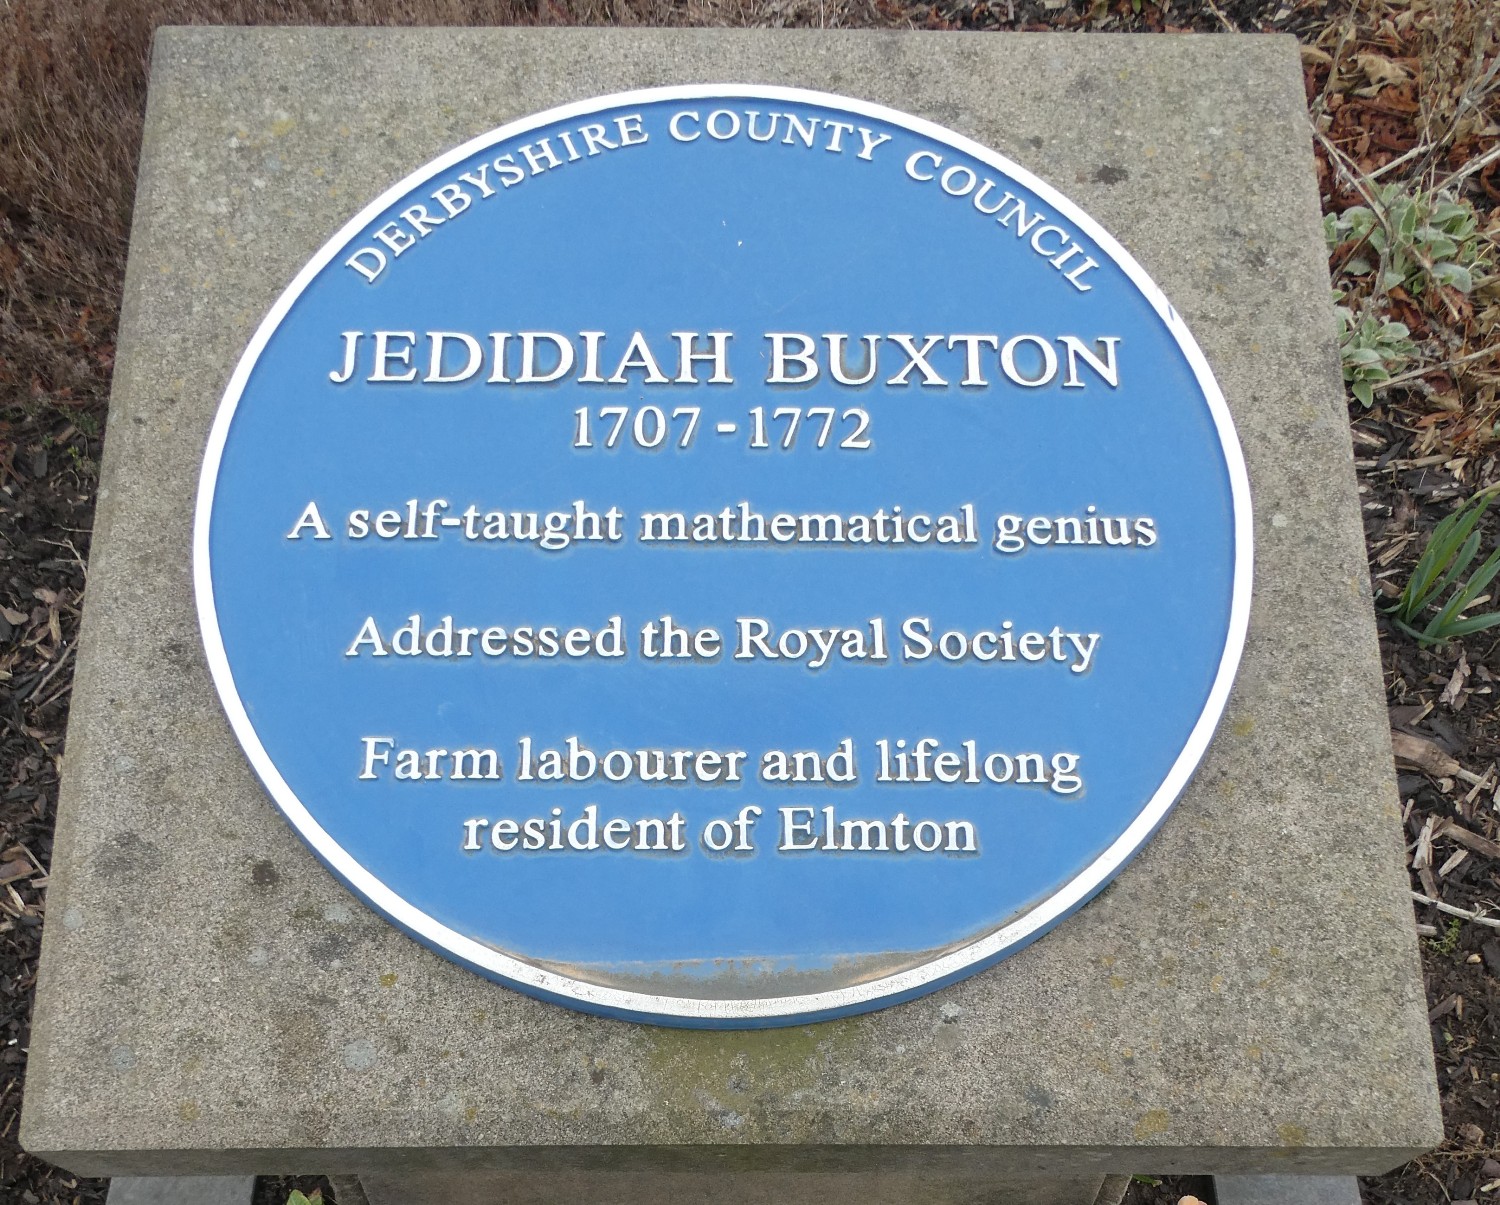 DERBYSHIRE COUNTY COUNCIL
JEDIDIAH BUXTON
1707 - 1772
A self-taught mathematical genius
Addressed the Royal Society
Farm labourer and lifelong
resident of Elmton